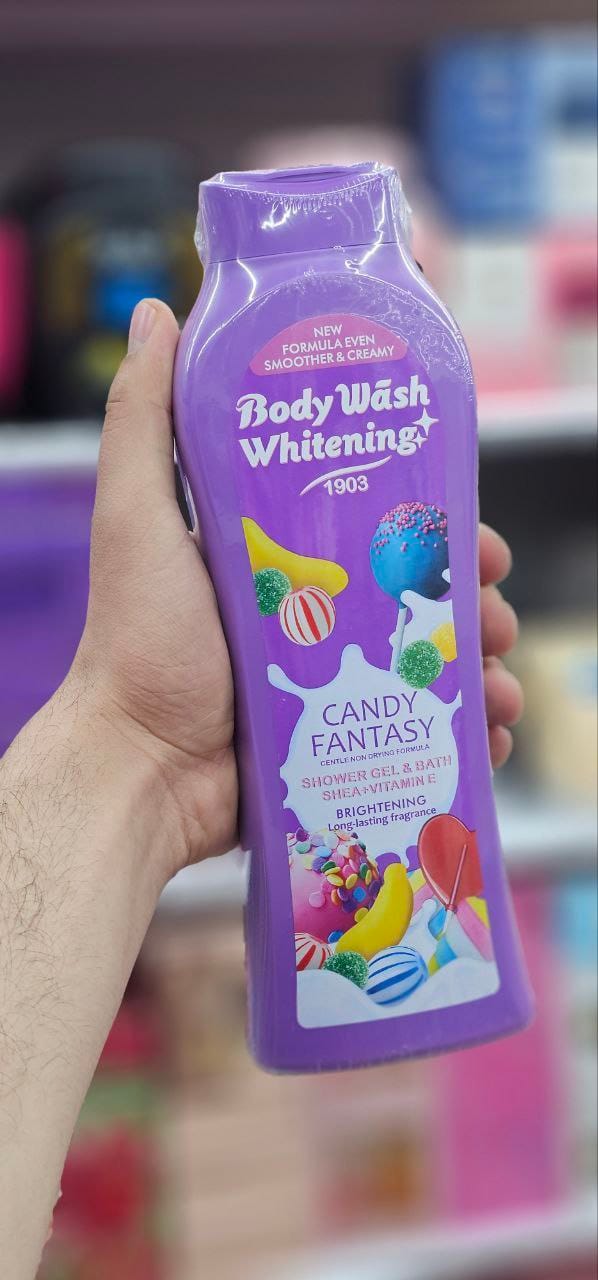 NEW
FORMULA EVEN
SMOOTHER & CREAMY
Body Wāsh
Whitening
1903
CANDY
FANTASY
GENTLE NON DRYING FORMULA
SHOWER GEL & BATH
SHEA+VITAMIN E
BRIGHTENING
Long-lasting fragrance